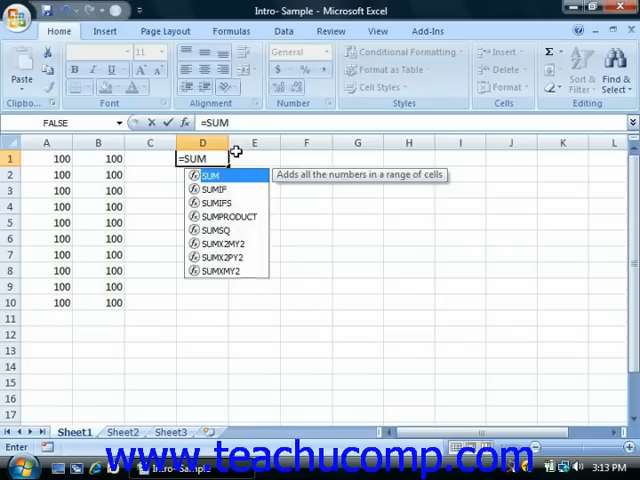 Intro- Sample - Microsoft Excel
Home Insert Page Layout Formulas Data Review View Add-Ins
Paste
Clipboard...
11
B I U A A
Font
Alignment
General
$ % ,
Number
Conditional Formatting
Format as Table
Cell Styles
Styles
Insert
Delete
Format
Cells
Σ
Sort & Filter
Find & Select
Editing
FALSE =SUM
A B C D E F G H I J K L
1 100 100 =SUM
2 100 100 SUM Adds all the numbers in a range of cells
3 100 100 SUMIF
4 100 100 SUMIFS
5 100 100 SUMPRODUCT
6 100 100 SUMSQ
7 100 100 SUMX2MY2
8 100 100 SUMX2PY2
9 100 100 SUMXMY2
10 100 100
11
12
13
14
15
16
17
Sheet1 Sheet2 Sheet3
Enter
www.teachucomp.com
Intro- Sample
3:13 PM